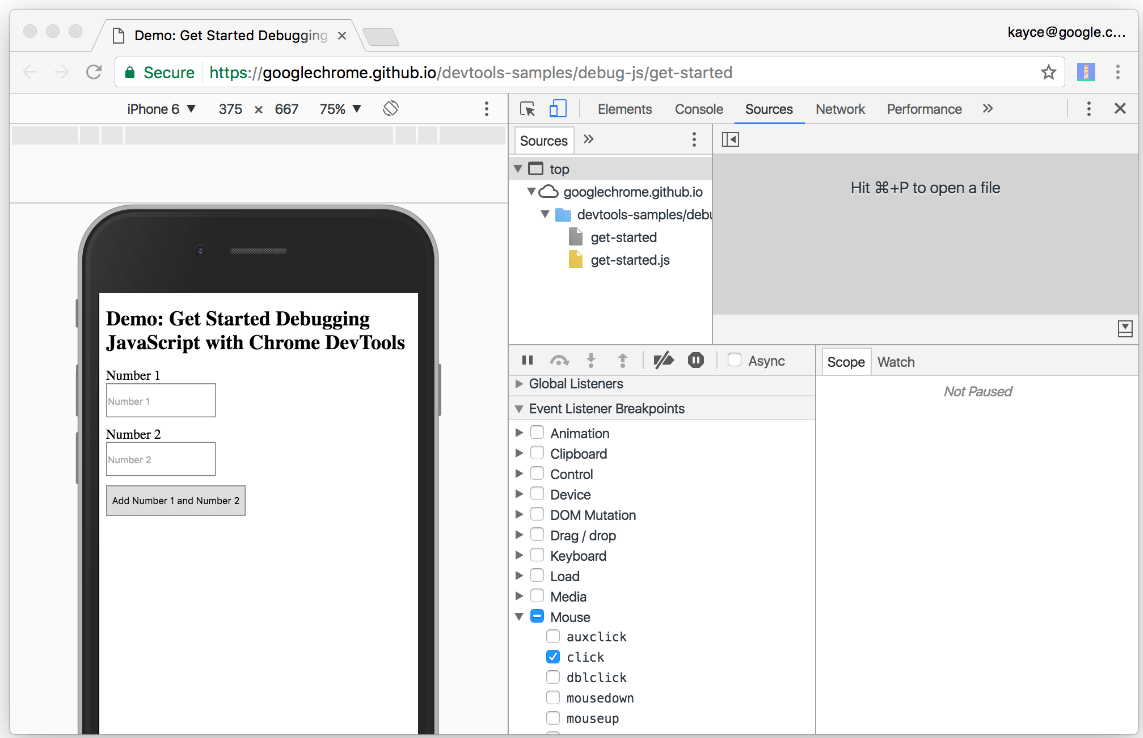 Demo: Get Started Debugging
kayce@google.c...
Secure https://googlechrome.github.io/devtools-samples/debug-js/get-started
iPhone 6 ▼ 375 × 667 75% ▼
Elements Console Sources Network Performance »
Sources »
top
googlechrome.github.io
devtools-samples/debu
get-started
get-started.js
Hit ⌘+P to open a file
Demo: Get Started Debugging
JavaScript with Chrome DevTools
Number 1
Number 1
Number 2
Number 2
Add Number 1 and Number 2
Async
Global Listeners
Event Listener Breakpoints
Animation
Clipboard
Control
Device
DOM Mutation
Drag / drop
Keyboard
Load
Media
Mouse
auxclick
click
dblclick
mousedown
mouseup
Scope Watch
Not Paused